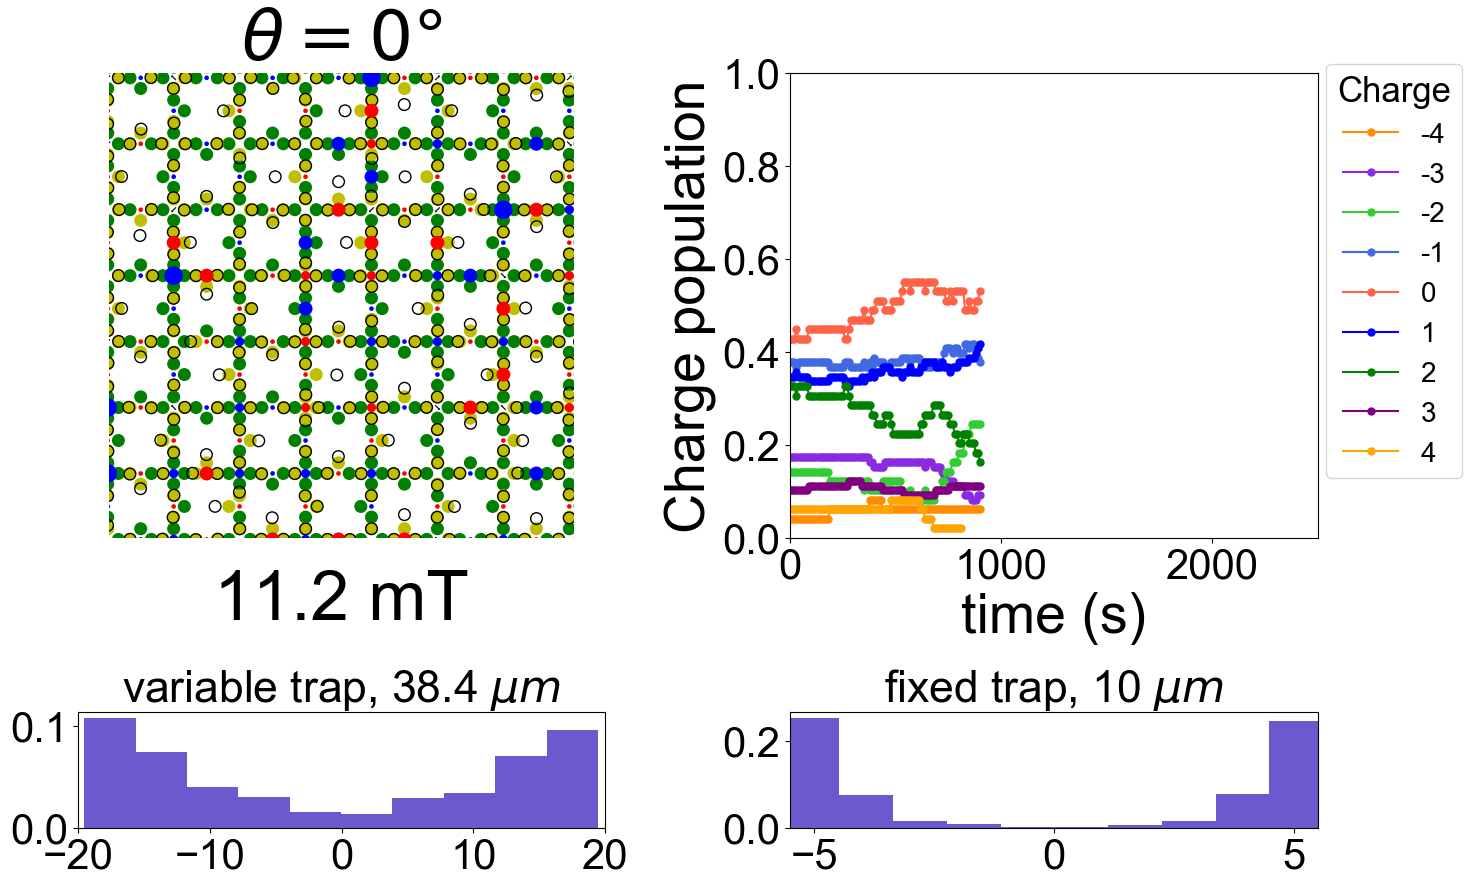 θ = 0°
11.2 mT
1.0
0.8
0.6
0.4
0.2
0.0
0 1000 2000
Charge population
time (s)
Charge
-4
-3
-2
-1
0
1
2
3
4
variable trap, 38.4 μm
0.1
0.0
−20 −10 0 10 20
fixed trap, 10 μm
0.2
0.0
−5 0 5